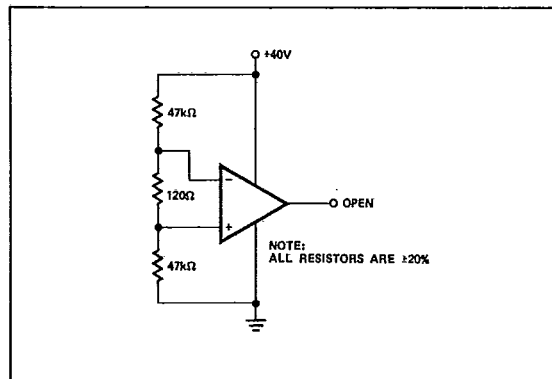 +40V
47kΩ
−
120Ω
OPEN
+
NOTE:
ALL RESISTORS ARE ±20%
47kΩ